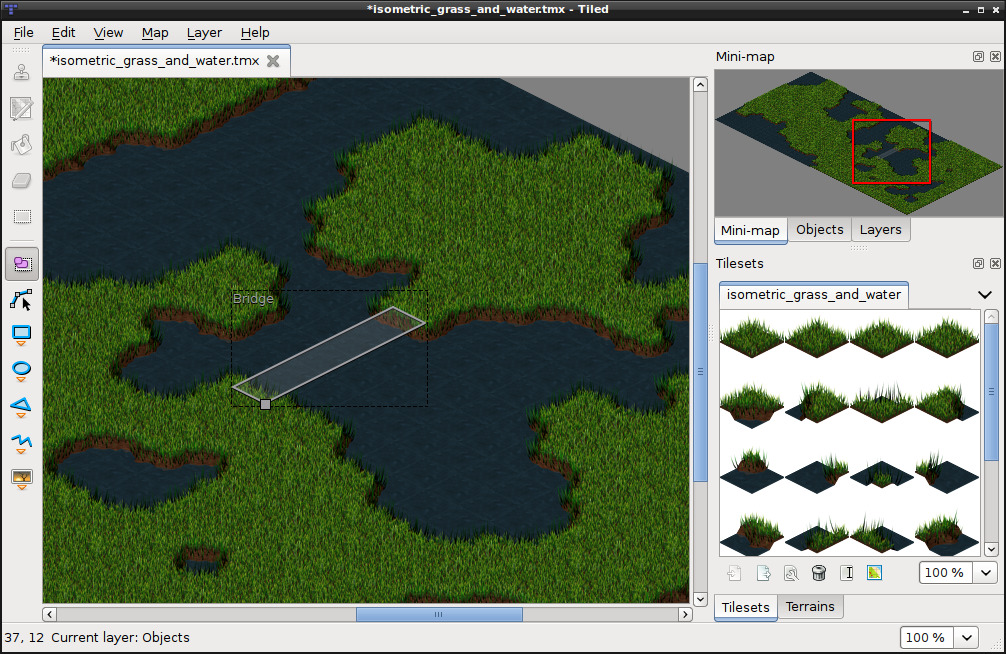 *isometric_grass_and_water.tmx - Tiled
File Edit View Map Layer Help
*isometric_grass_and_water.tmx
Bridge
Mini-map
Mini-map Objects Layers
Tilesets
isometric_grass_and_water
100 %
Tilesets Terrains
37, 12 Current layer: Objects
100 %